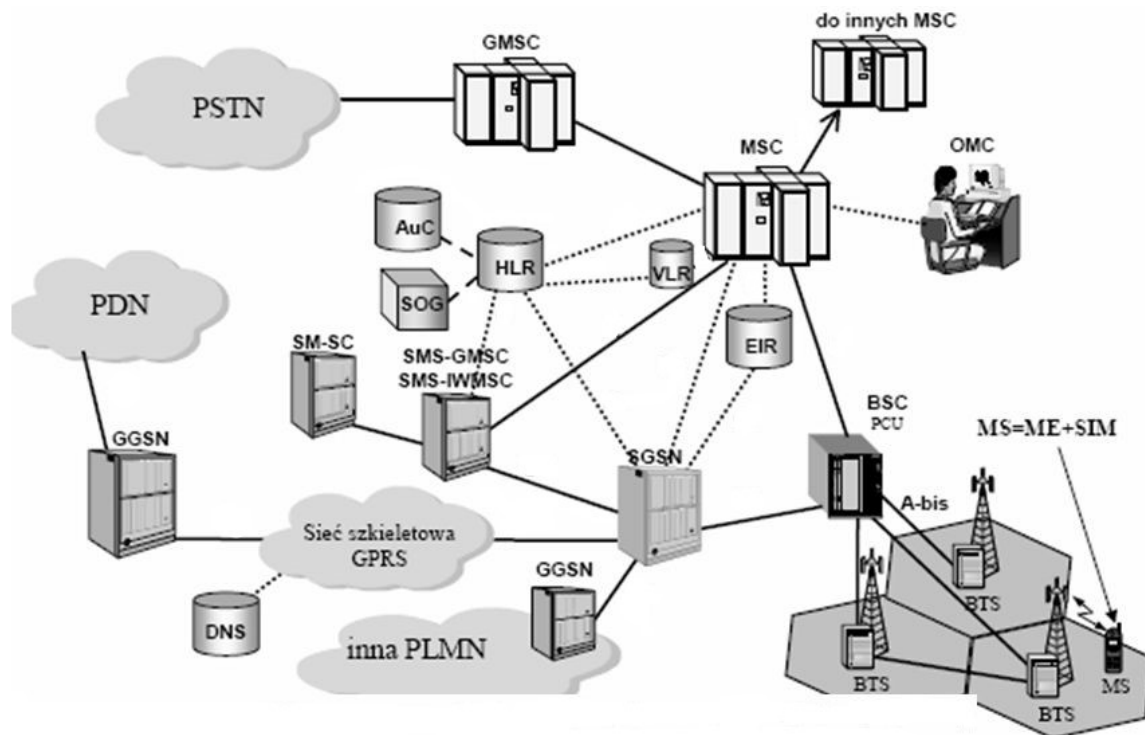 do innych MSC
GMSC
PSTN
MSC
OMC
AuC
HLR
VLR
SOG
PDN
EIR
SM-SC
SMS-GMSC
SMS-IWMSC
BSC
PCU
MS=ME+SIM
GGSN
SGSN
A-bis
Sieć szkieletowa
GPRS
GGSN
BTS
DNS
inna PLMN
BTS
BTS
MS